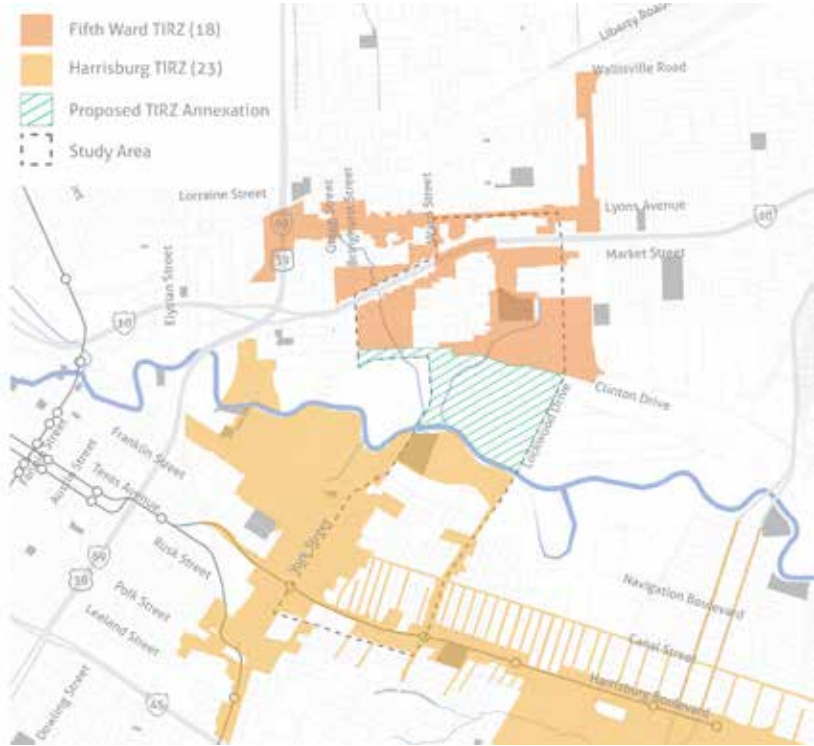 Fifth Ward TIRZ (18)
Harrisburg TIRZ (23)
Proposed TIRZ Annexation
Study Area
Liberty Road
Wallisville Road
Lorraine Street
Lyons Avenue
10
59
Market Street
Elysian Street
10
Clinton Drive
Lockwood Drive
Franklin Street
Texas Avenue
Austin Street
Rusk Street
York Street
59
Polk Street
Leeland Street
Navigation Boulevard
Canal Street
Harrisburg Boulevard
45
Dowling Street